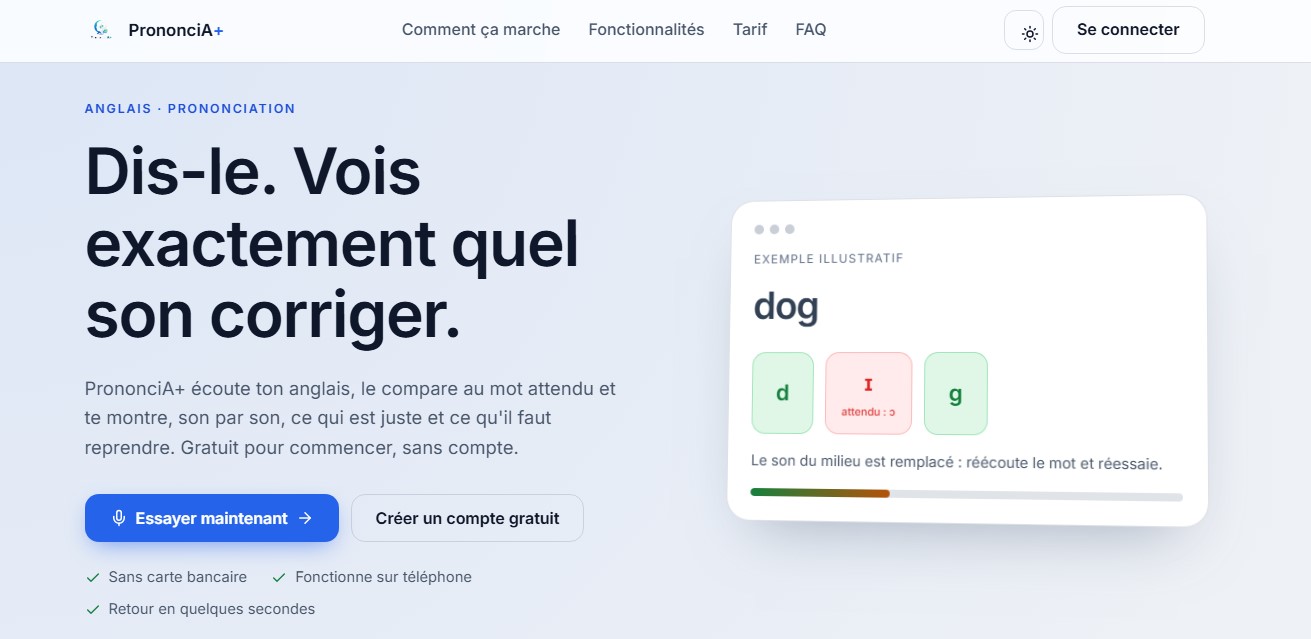 PrononciA+
Comment ça marche
Fonctionnalités
Tarif
FAQ
Se connecter
ANGLAIS · PRONONCIATION
Dis-le. Vois
exactement quel
son corriger.
PrononciA+ écoute ton anglais, le compare au mot attendu et
te montre, son par son, ce qui est juste et ce qu'il faut
reprendre. Gratuit pour commencer, sans compte.
Essayer maintenant →
Créer un compte gratuit
Sans carte bancaire
Fonctionne sur téléphone
Retour en quelques secondes
EXEMPLE ILLUSTRATIF
dog
d
ɪ
attendu : ɔ
g
Le son du milieu est remplacé : réécoute le mot et réessaie.